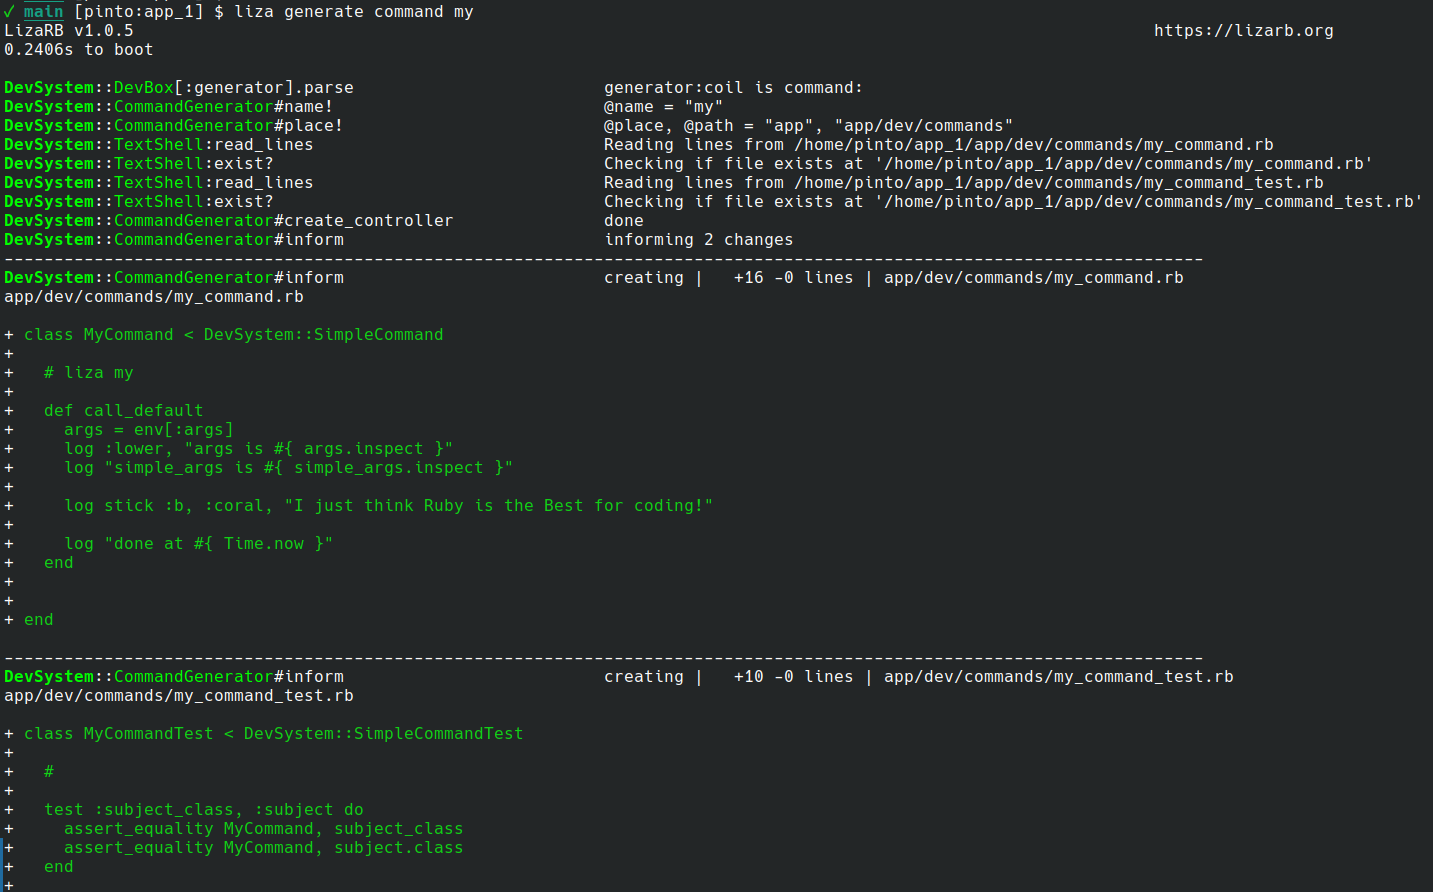 ✓ main [pinto:app_1] $ liza generate command my
LizaRB v1.0.5 https://lizarb.org
0.2406s to boot
DevSystem::DevBox[:generator].parse generator:coil is command:
DevSystem::CommandGenerator#name! @name = "my"
DevSystem::CommandGenerator#place! @place, @path = "app", "app/dev/commands"
DevSystem::TextShell:read_lines Reading lines from /home/pinto/app_1/app/dev/commands/my_command.rb
DevSystem::TextShell:exist? Checking if file exists at '/home/pinto/app_1/app/dev/commands/my_command.rb'
DevSystem::TextShell:read_lines Reading lines from /home/pinto/app_1/app/dev/commands/my_command_test.rb
DevSystem::TextShell:exist? Checking if file exists at '/home/pinto/app_1/app/dev/commands/my_command_test.rb'
DevSystem::CommandGenerator#create_controller done
DevSystem::CommandGenerator#inform informing 2 changes
------------------------------------------------------------------------------------------------------------------------
DevSystem::CommandGenerator#inform creating |   +16 -0 lines | app/dev/commands/my_command.rb
app/dev/commands/my_command.rb
+ class MyCommand < DevSystem::SimpleCommand
+
+   # liza my
+
+   def call_default
+     args = env[:args]
+     log :lower, "args is #{ args.inspect }"
+     log "simple_args is #{ simple_args.inspect }"
+
+     log stick :b, :coral, "I just think Ruby is the Best for coding!"
+
+     log "done at #{ Time.now }"
+   end
+
+
+ end
------------------------------------------------------------------------------------------------------------------------
DevSystem::CommandGenerator#inform creating |   +10 -0 lines | app/dev/commands/my_command_test.rb
app/dev/commands/my_command_test.rb
+ class MyCommandTest < DevSystem::SimpleCommandTest
+
+   #
+
+   test :subject_class, :subject do
+     assert_equality MyCommand, subject_class
+     assert_equality MyCommand, subject.class
+   end
+